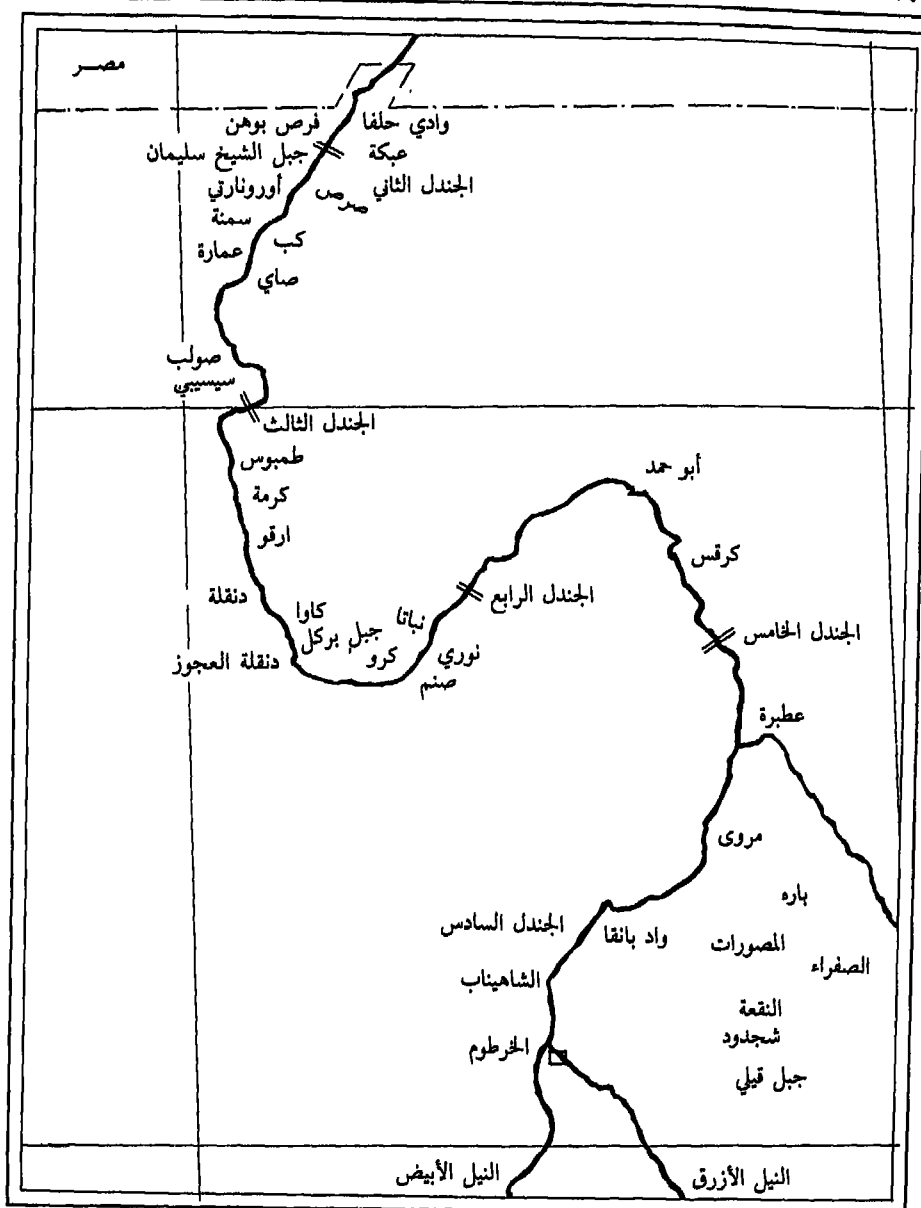 مصر
فرص بوهن
وادي حلفا
جبل الشيخ سليمان
عبكة
أورونارتي
صرص
الجندل الثاني
سمنة
كب
عمارة
صاي
صولب
سيسيبي
الجندل الثالث
طمبوس
أبو حمد
كرمة
ارقو
كرقس
دنقلة
كاوا
نباتا
الجندل الرابع
الجندل الخامس
جبل بركل
دنقلة العجوز
كرو
نوري
صنم
عطبرة
مروى
باره
الجندل السادس
واد بانقا
المصورات
الصفراء
الشاهيناب
النقعة
شجدود
الخرطوم
جبل قيلي
النيل الأبيض
النيل الأزرق